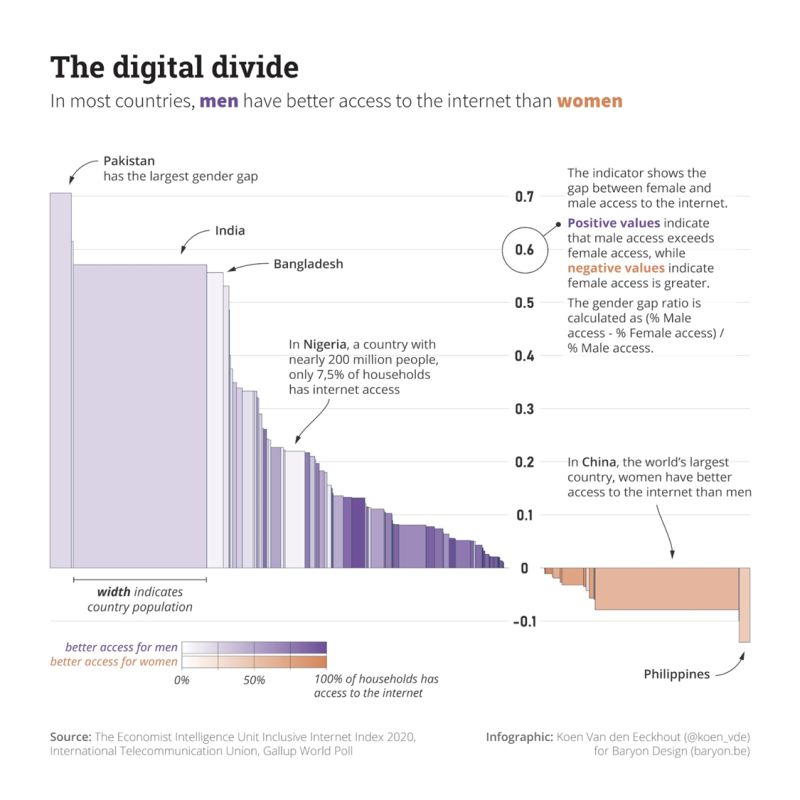 The digital divide
In most countries, men have better access to the internet than women
Pakistan
has the largest gender gap
India
Bangladesh
In Nigeria, a country with
nearly 200 million people,
only 7,5% of households
has internet access
0.7
0.6
0.5
0.4
0.3
0.2
0.1
0
-0.1
The indicator shows the
gap between female and
male access to the internet.
Positive values indicate
that male access exceeds
female access, while
negative values indicate
female access is greater.
The gender gap ratio is
calculated as (% Male
access - % Female access) /
% Male access.
In China, the world's largest
country, women have better
access to the internet than men
Philippines
width indicates
country population
better access for men
better access for women
0%
50%
100% of households has
access to the internet
Source: The Economist Intelligence Unit Inclusive Internet Index 2020,
International Telecommunication Union, Gallup World Poll
Infographic: Koen Van den Eeckhout (@koen_vde)
for Baryon Design (baryon.be)